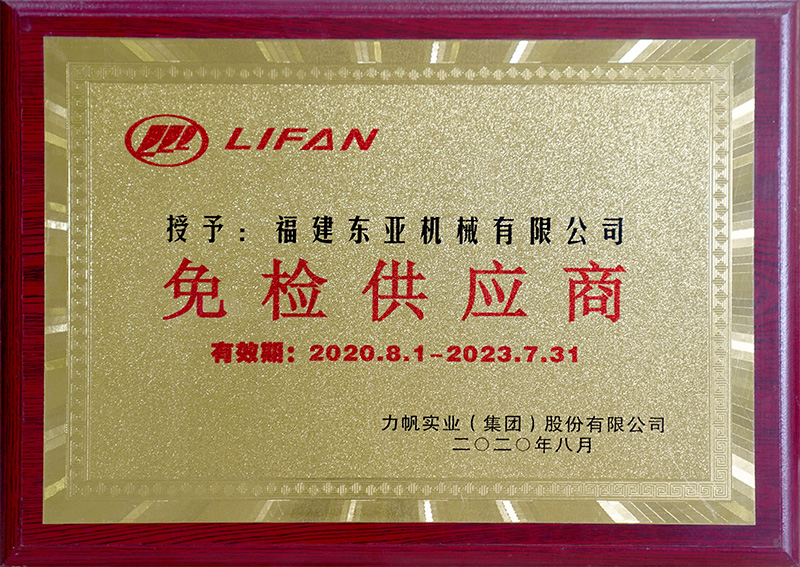 LIFAN
授予：福建东亚机械有限公司
免检供应商
有效期：2020.8.1-2023.7.31
力帆实业（集团）股份有限公司
二〇二〇年八月